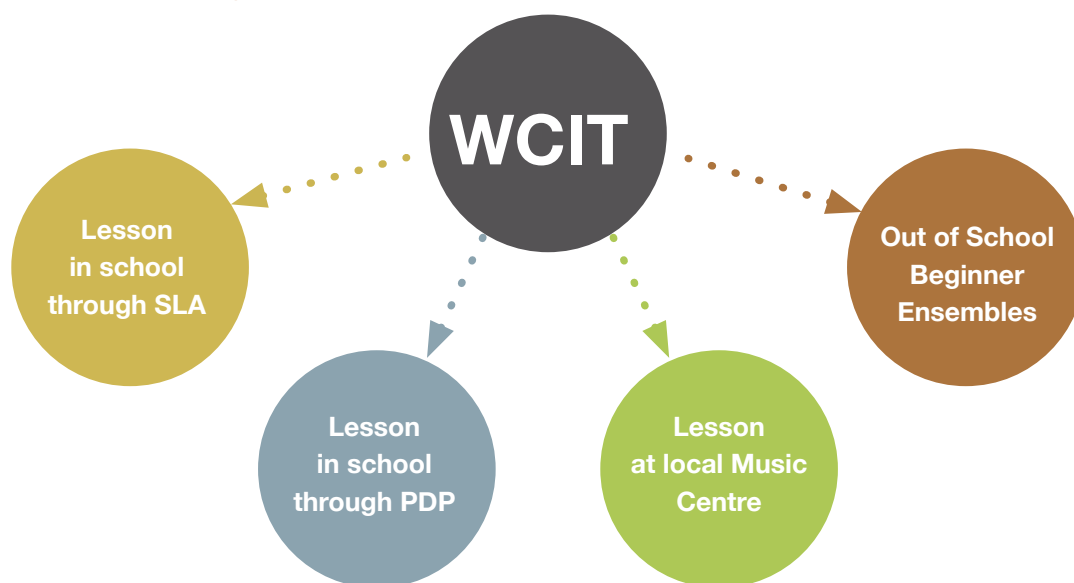 WCIT
Lesson
in school
through SLA
Lesson
in school
through PDP
Lesson
at local Music
Centre
Out of School
Beginner
Ensembles